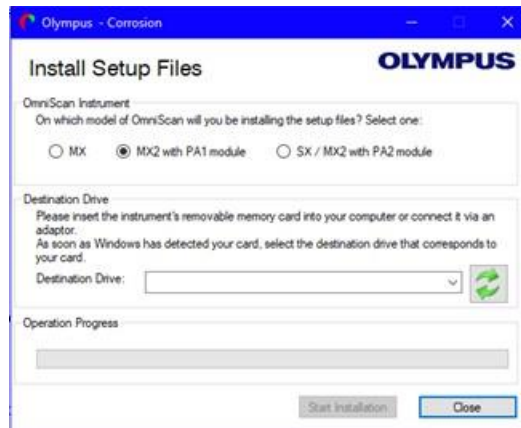 Olympus - Corrosion
Install Setup Files
OLYMPUS
OmniScan Instrument
On which model of OmniScan will you be installing the setup files? Select one:
MX MX2 with PA1 module SX / MX2 with PA2 module
Destination Drive
Please insert the instrument's removable memory card into your computer or connect it via an
adaptor.
As soon as Windows has detected your card, select the destination drive that corresponds to
your card.
Destination Drive:
Operation Progress
Start Installation Close